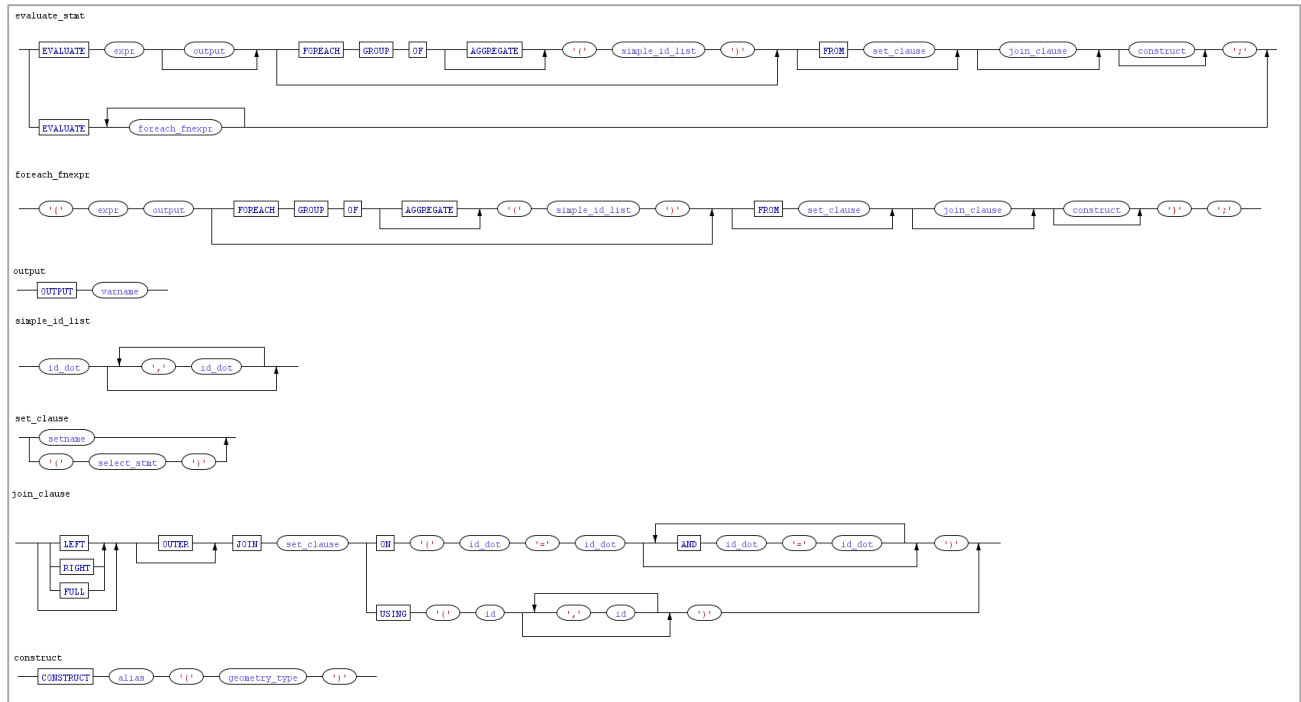 evaluate_stmt
EVALUATE expr output FOREACH GROUP OF AGGREGATE '(' simple_id_list ')' FROM set_clause join_clause construct ';'
EVALUATE foreach_fnexpr
foreach_fnexpr
'{' expr output FOREACH GROUP OF AGGREGATE '(' simple_id_list ')' FROM set_clause join_clause construct '}' ';'
output
OUTPUT varname
simple_id_list
id_dot ',' id_dot
set_clause
setname
'(' select_stmt ')'
join_clause
LEFT OUTER JOIN set_clause ON '(' id_dot '=' id_dot AND id_dot '=' id_dot ')'
RIGHT
FULL
USING '(' id ',' id ')'
construct
CONSTRUCT alias '(' geometry_type ')'